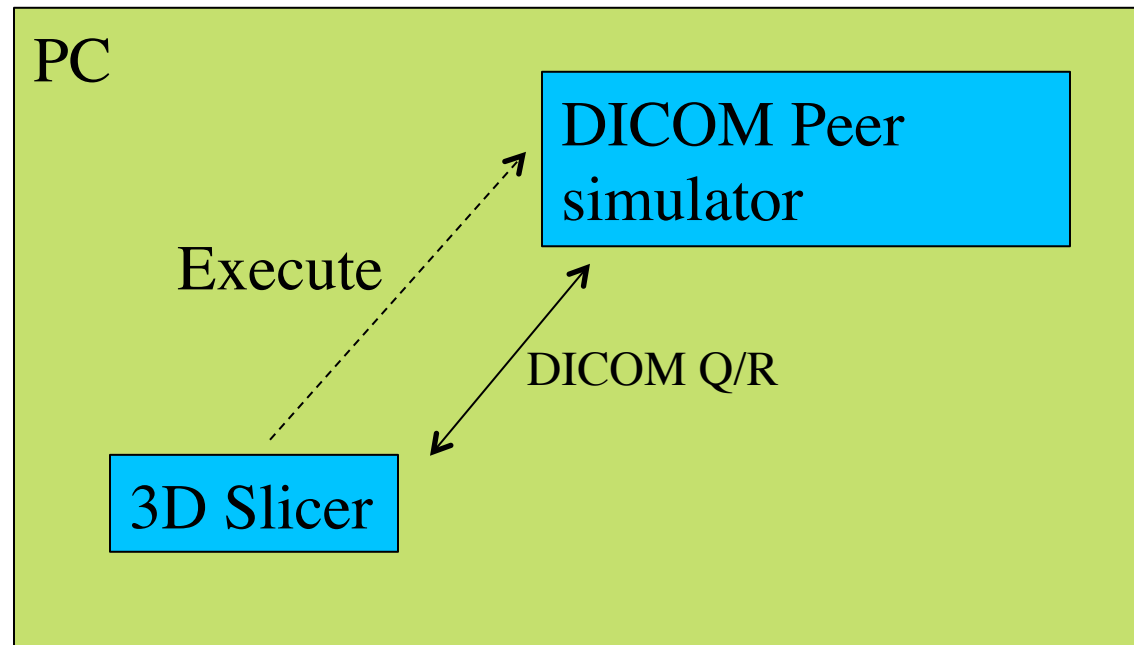 PC
DICOM Peer
simulator
Execute
DICOM Q/R
3D Slicer